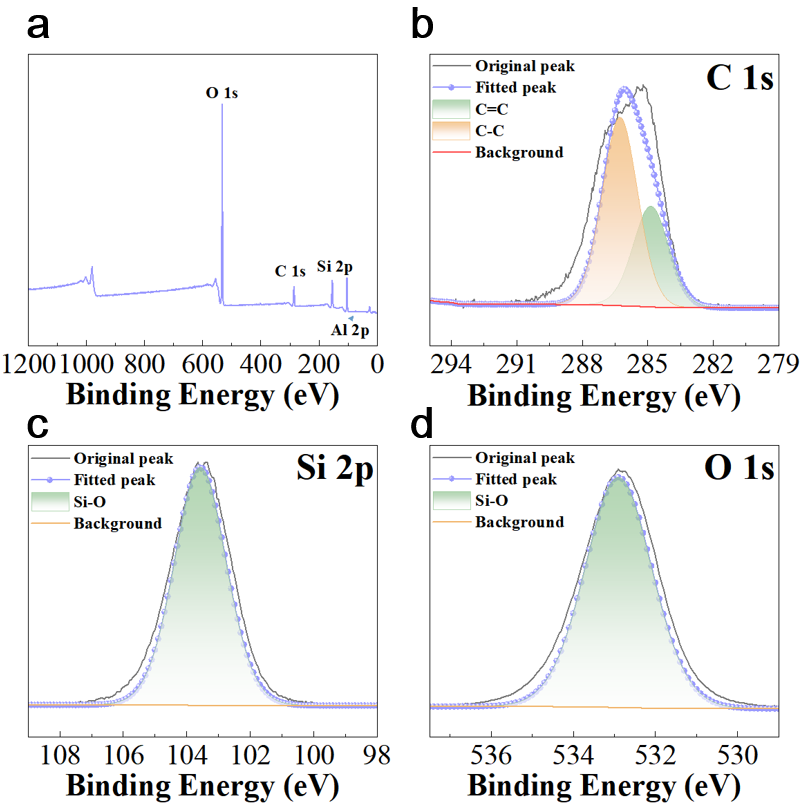 a
O 1s
C 1s
Si 2p
Al 2p
1200 1000 800 600 400 200 0
Binding Energy (eV)
b
Original peak
Fitted peak
C=C
C-C
Background
C 1s
294 291 288 285 282 279
Binding Energy (eV)
c
Original peak
Fitted peak
Si-O
Background
Si 2p
108 106 104 102 100 98
Binding Energy (eV)
d
Original peak
Fitted peak
Si-O
Background
O 1s
536 534 532 530
Binding Energy (eV)